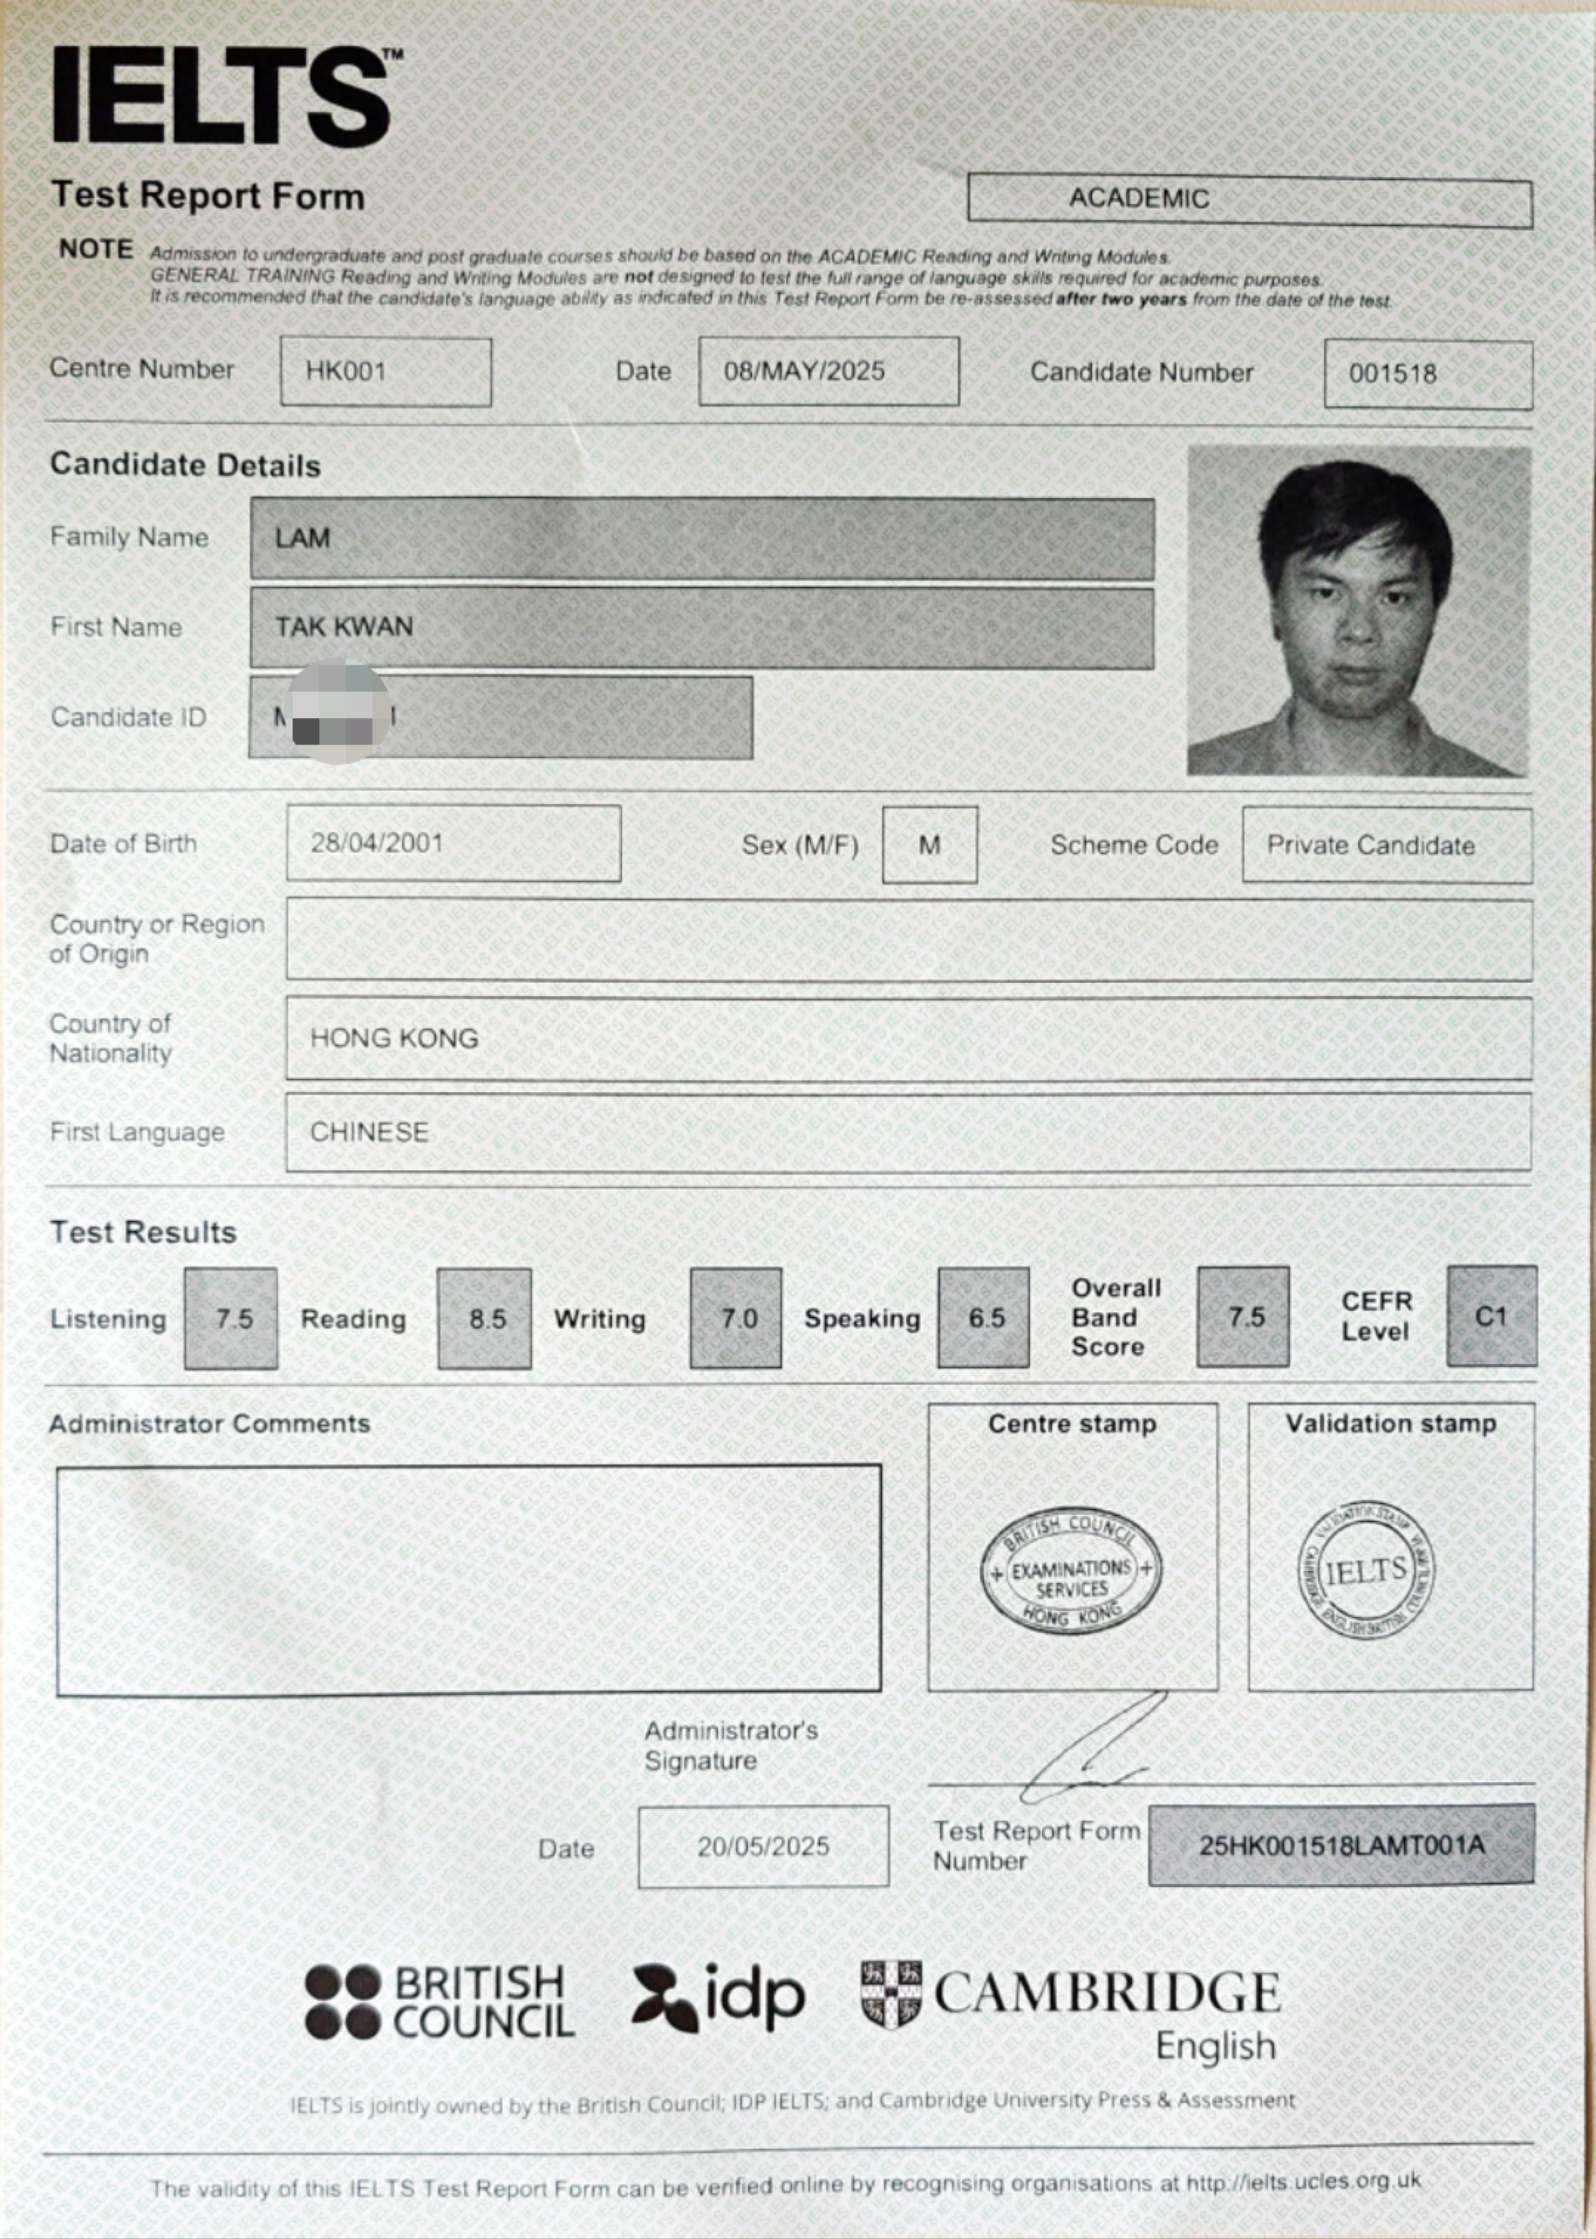 IELTS™
Test Report Form
ACADEMIC
NOTE Admission to undergraduate and post graduate courses should be based on the ACADEMIC Reading and Writing Modules.
GENERAL TRAINING Reading and Writing Modules are not designed to test the full range of language skills required for academic purposes.
It is recommended that the candidate's language ability as indicated in this Test Report Form be re-assessed after two years from the date of the test.
Centre Number HK001 Date 08/MAY/2025 Candidate Number 001518
Candidate Details
Family Name LAM
First Name TAK KWAN
Candidate ID
Date of Birth 28/04/2001 Sex (M/F) M Scheme Code Private Candidate
Country or Region
of Origin
Country of
Nationality
HONG KONG
First Language CHINESE
Test Results
Listening 7.5 Reading 8.5 Writing 7.0 Speaking 6.5
Overall
Band
Score
7.5
CEFR
Level
C1
Administrator Comments
Centre stamp
BRITISH COUNCIL
EXAMINATIONS
SERVICES
HONG KONG
Validation stamp
IELTS
Administrator's
Signature
Date 20/05/2025
Test Report Form
Number
25HK001518LAMT001A
BRITISH
COUNCIL
idp
CAMBRIDGE
English
IELTS is jointly owned by the British Council; IDP IELTS; and Cambridge University Press & Assessment
The validity of this IELTS Test Report Form can be verified online by recognising organisations at http://ielts.ucles.org.uk